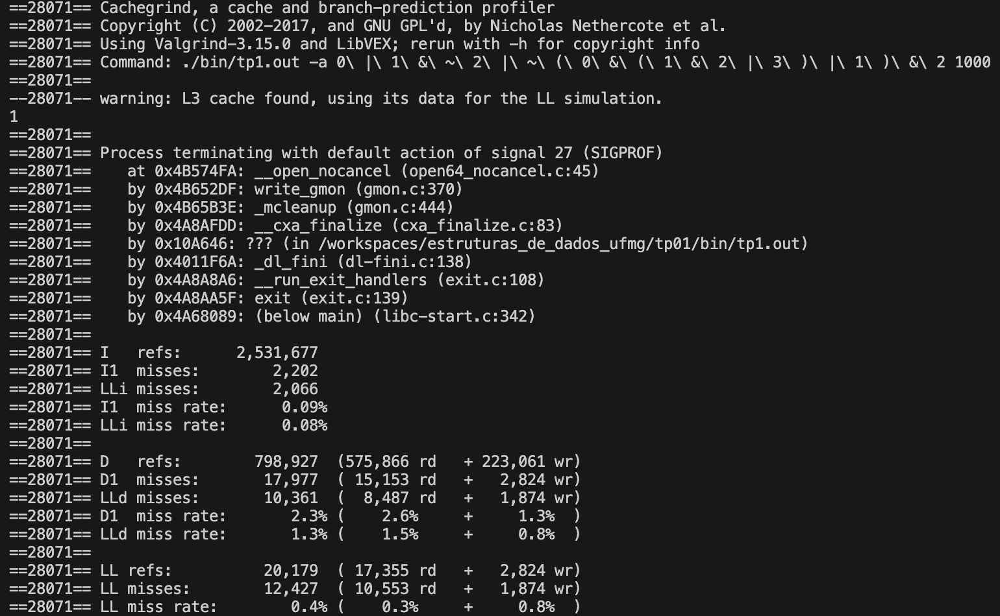 ==28071== Cachegrind, a cache and branch-prediction profiler
==28071== Copyright (C) 2002-2017, and GNU GPL'd, by Nicholas Nethercote et al.
==28071== Using Valgrind-3.15.0 and LibVEX; rerun with -h for copyright info
==28071== Command: ./bin/tp1.out -a 0\ |\ 1\ &\ ~\ 2\ |\ ~\ (\ 0\ &\ (\ 1\ &\ 2\ |\ 3\ )\ |\ 1\ )\ &\ 2 1000
==28071==
--28071-- warning: L3 cache found, using its data for the LL simulation.
1
==28071==
==28071== Process terminating with default action of signal 27 (SIGPROF)
==28071==    at 0x4B574FA: __open_nocancel (open64_nocancel.c:45)
==28071==    by 0x4B652DF: write_gmon (gmon.c:370)
==28071==    by 0x4B65B3E: _mcleanup (gmon.c:444)
==28071==    by 0x4A8AFDD: __cxa_finalize (cxa_finalize.c:83)
==28071==    by 0x10A646: ??? (in /workspaces/estruturas_de_dados_ufmg/tp01/bin/tp1.out)
==28071==    by 0x4011F6A: _dl_fini (dl-fini.c:138)
==28071==    by 0x4A8A8A6: __run_exit_handlers (exit.c:108)
==28071==    by 0x4A8AA5F: exit (exit.c:139)
==28071==    by 0x4A68089: (below main) (libc-start.c:342)
==28071==
==28071== I   refs:      2,531,677
==28071== I1  misses:        2,202
==28071== LLi misses:        2,066
==28071== I1  miss rate:      0.09%
==28071== LLi miss rate:      0.08%
==28071==
==28071== D   refs:        798,927  (575,866 rd   + 223,061 wr)
==28071== D1  misses:       17,977  ( 15,153 rd   +   2,824 wr)
==28071== LLd misses:       10,361  (  8,487 rd   +   1,874 wr)
==28071== D1  miss rate:       2.3% (    2.6%     +     1.3%  )
==28071== LLd miss rate:       1.3% (    1.5%     +     0.8%  )
==28071==
==28071== LL refs:          20,179  ( 17,355 rd   +   2,824 wr)
==28071== LL misses:        12,427  ( 10,553 rd   +   1,874 wr)
==28071== LL miss rate:        0.4% (    0.3%     +     0.8%  )